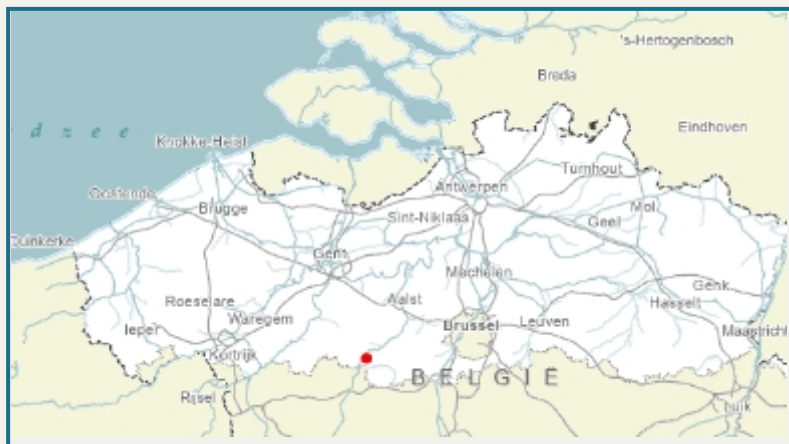 's-Hertogenbosch
Breda
Eindhoven
d z e e
Knokke-Heist
Turnhout
Antwerpen
Oostende
Brugge
Sint-Niklaas
Geel
Mol
Duinkerke
Gent
Mechelen
Genk
Roeselare
Aalst
Hasselt
Ieper
Waregem
Brussel
Leuven
Maastricht
Kortrijk
BELGIË
Rijsel
Luik